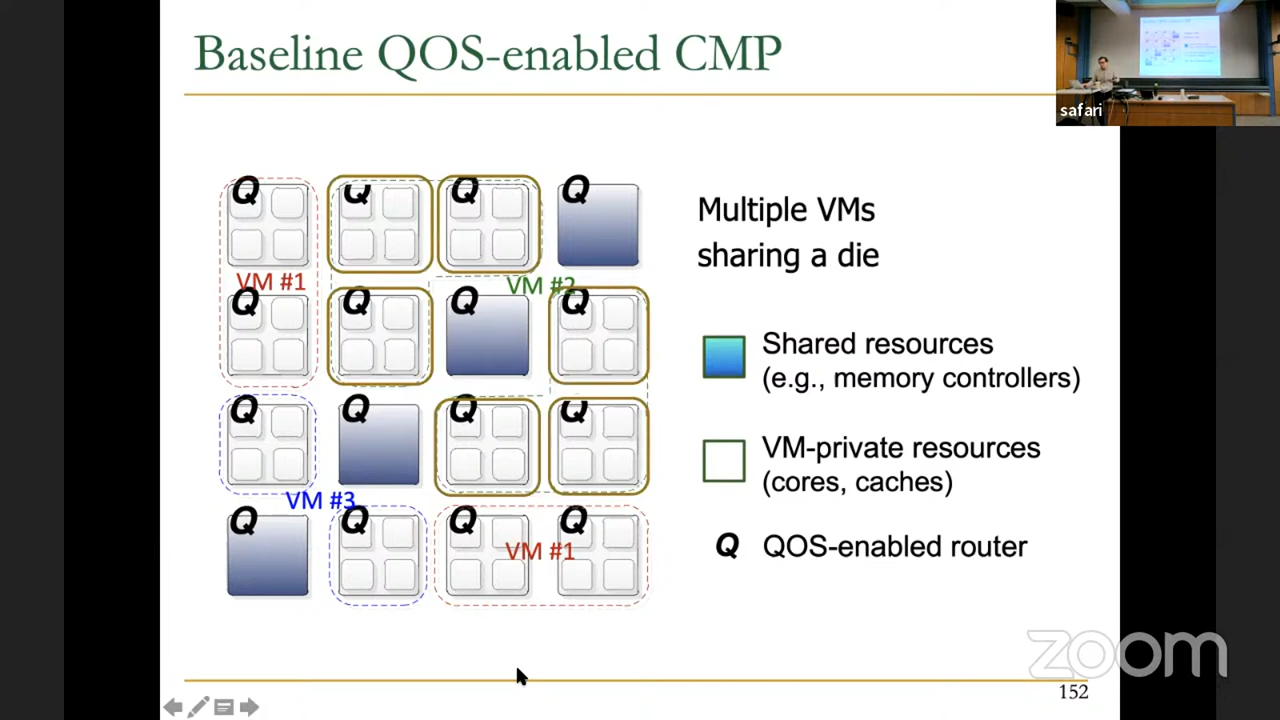 Baseline QOS-enabled CMP
safari
Q Q Q Q
VM #1
VM #2
Q Q Q Q
Q Q Q Q
VM #3
Q Q Q Q
VM #1
Multiple VMs
sharing a die
Shared resources
(e.g., memory controllers)
VM-private resources
(cores, caches)
Q QOS-enabled router
zoom
152